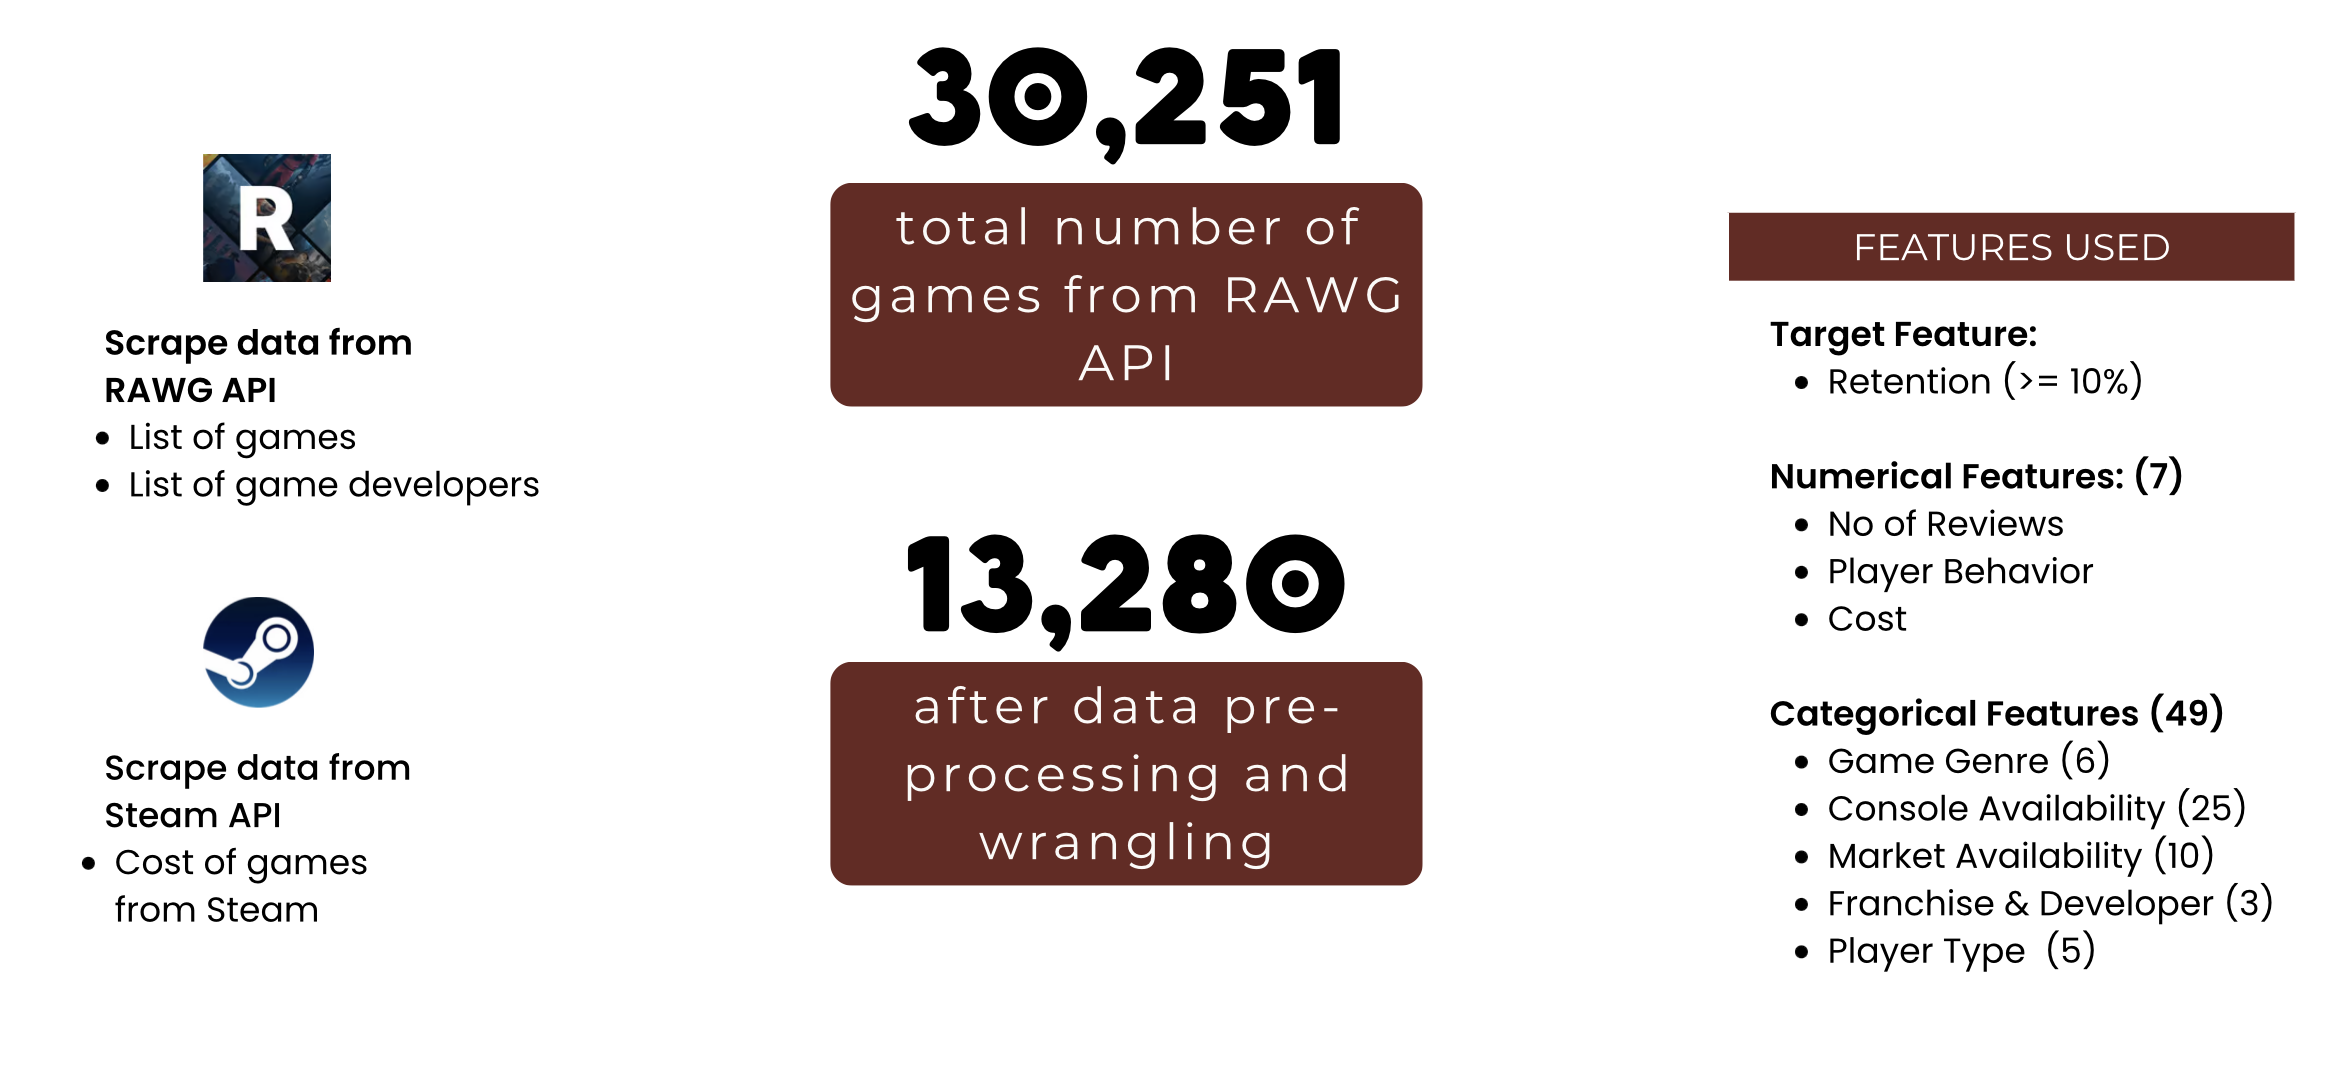 R
Scrape data from
RAWG API
• List of games
• List of game developers
Scrape data from
Steam API
• Cost of games
from Steam
30,251
total number of
games from RAWG
API
13,280
after data pre-
processing and
wrangling
FEATURES USED
Target Feature:
• Retention (>= 10%)
Numerical Features: (7)
• No of Reviews
• Player Behavior
• Cost
Categorical Features (49)
• Game Genre (6)
• Console Availability (25)
• Market Availability (10)
• Franchise & Developer (3)
• Player Type (5)